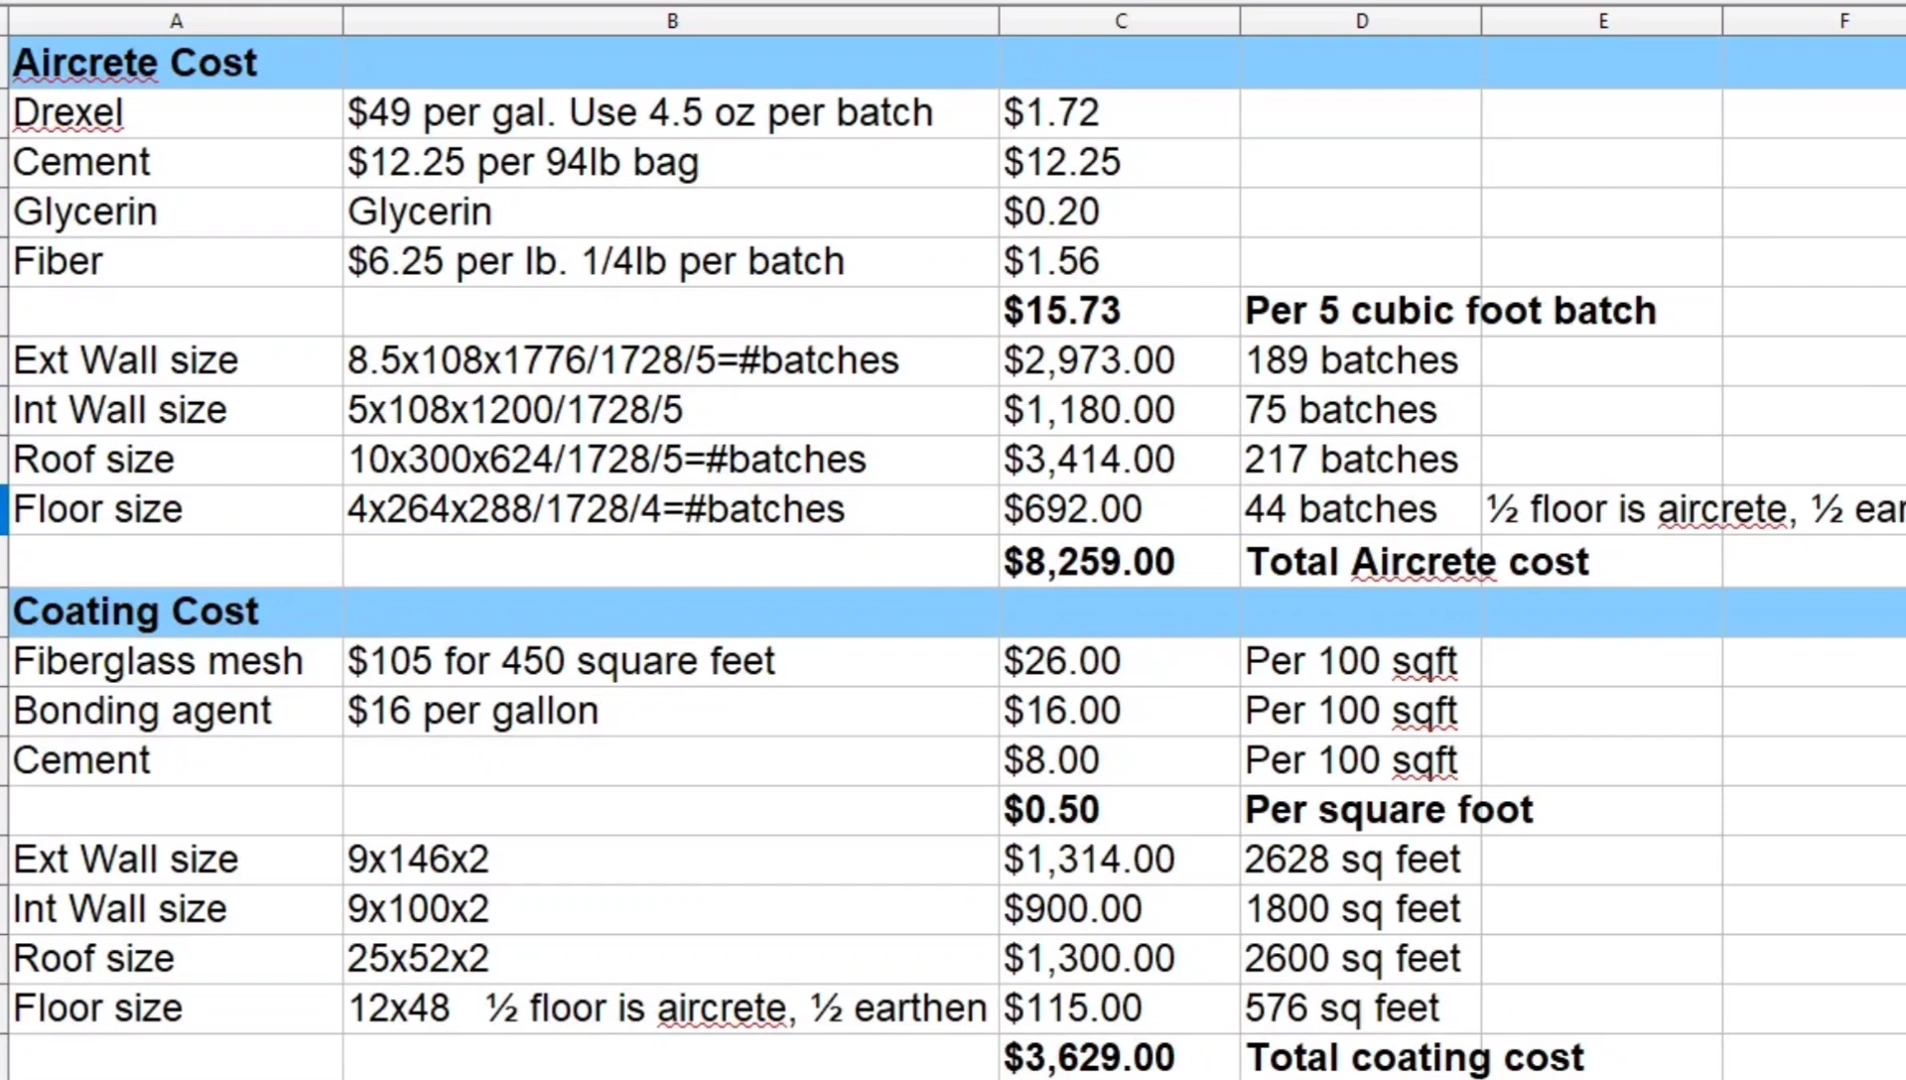 A B C D E F
Aircrete Cost
Drexel $49 per gal. Use 4.5 oz per batch $1.72
Cement $12.25 per 94lb bag $12.25
Glycerin Glycerin $0.20
Fiber $6.25 per lb. 1/4lb per batch $1.56
$15.73 Per 5 cubic foot batch
Ext Wall size 8.5x108x1776/1728/5=#batches $2,973.00 189 batches
Int Wall size 5x108x1200/1728/5 $1,180.00 75 batches
Roof size 10x300x624/1728/5=#batches $3,414.00 217 batches
Floor size 4x264x288/1728/4=#batches $692.00 44 batches ½ floor is aircrete, ½ ear
$8,259.00 Total Aircrete cost
Coating Cost
Fiberglass mesh $105 for 450 square feet $26.00 Per 100 sqft
Bonding agent $16 per gallon $16.00 Per 100 sqft
Cement $8.00 Per 100 sqft
$0.50 Per square foot
Ext Wall size 9x146x2 $1,314.00 2628 sq feet
Int Wall size 9x100x2 $900.00 1800 sq feet
Roof size 25x52x2 $1,300.00 2600 sq feet
Floor size 12x48 ½ floor is aircrete, ½ earthen $115.00 576 sq feet
$3,629.00 Total coating cost